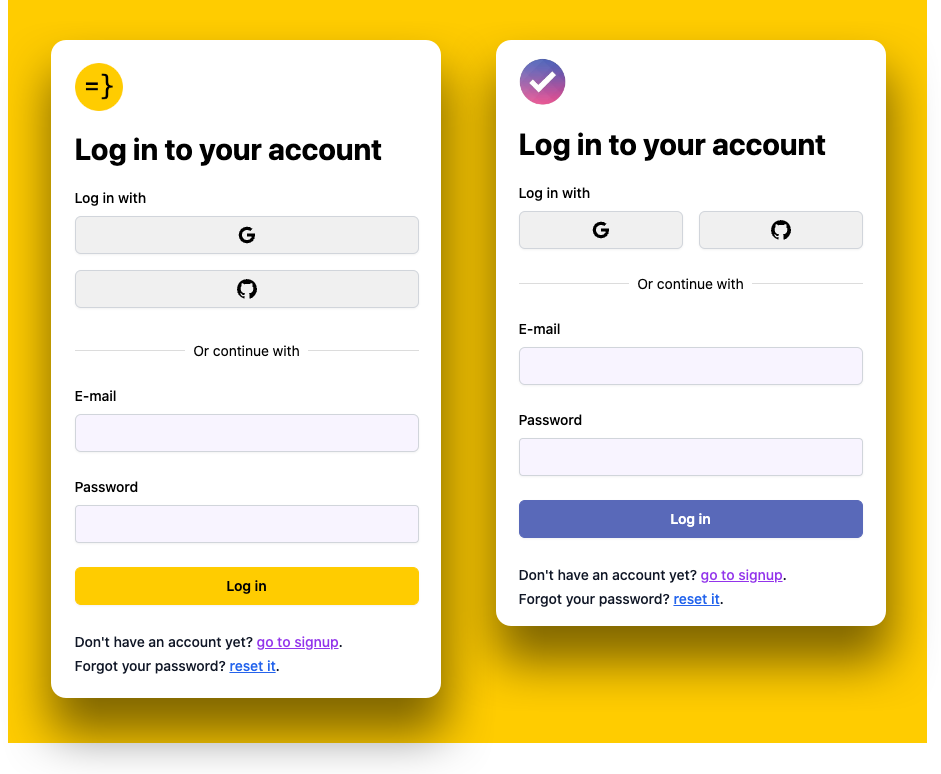 =}
Log in to your account
Log in with
G
Or continue with
E-mail
Password
Log in
Don't have an account yet? go to signup.
Forgot your password? reset it.
Log in to your account
Log in with
G
Or continue with
E-mail
Password
Log in
Don't have an account yet? go to signup.
Forgot your password? reset it.